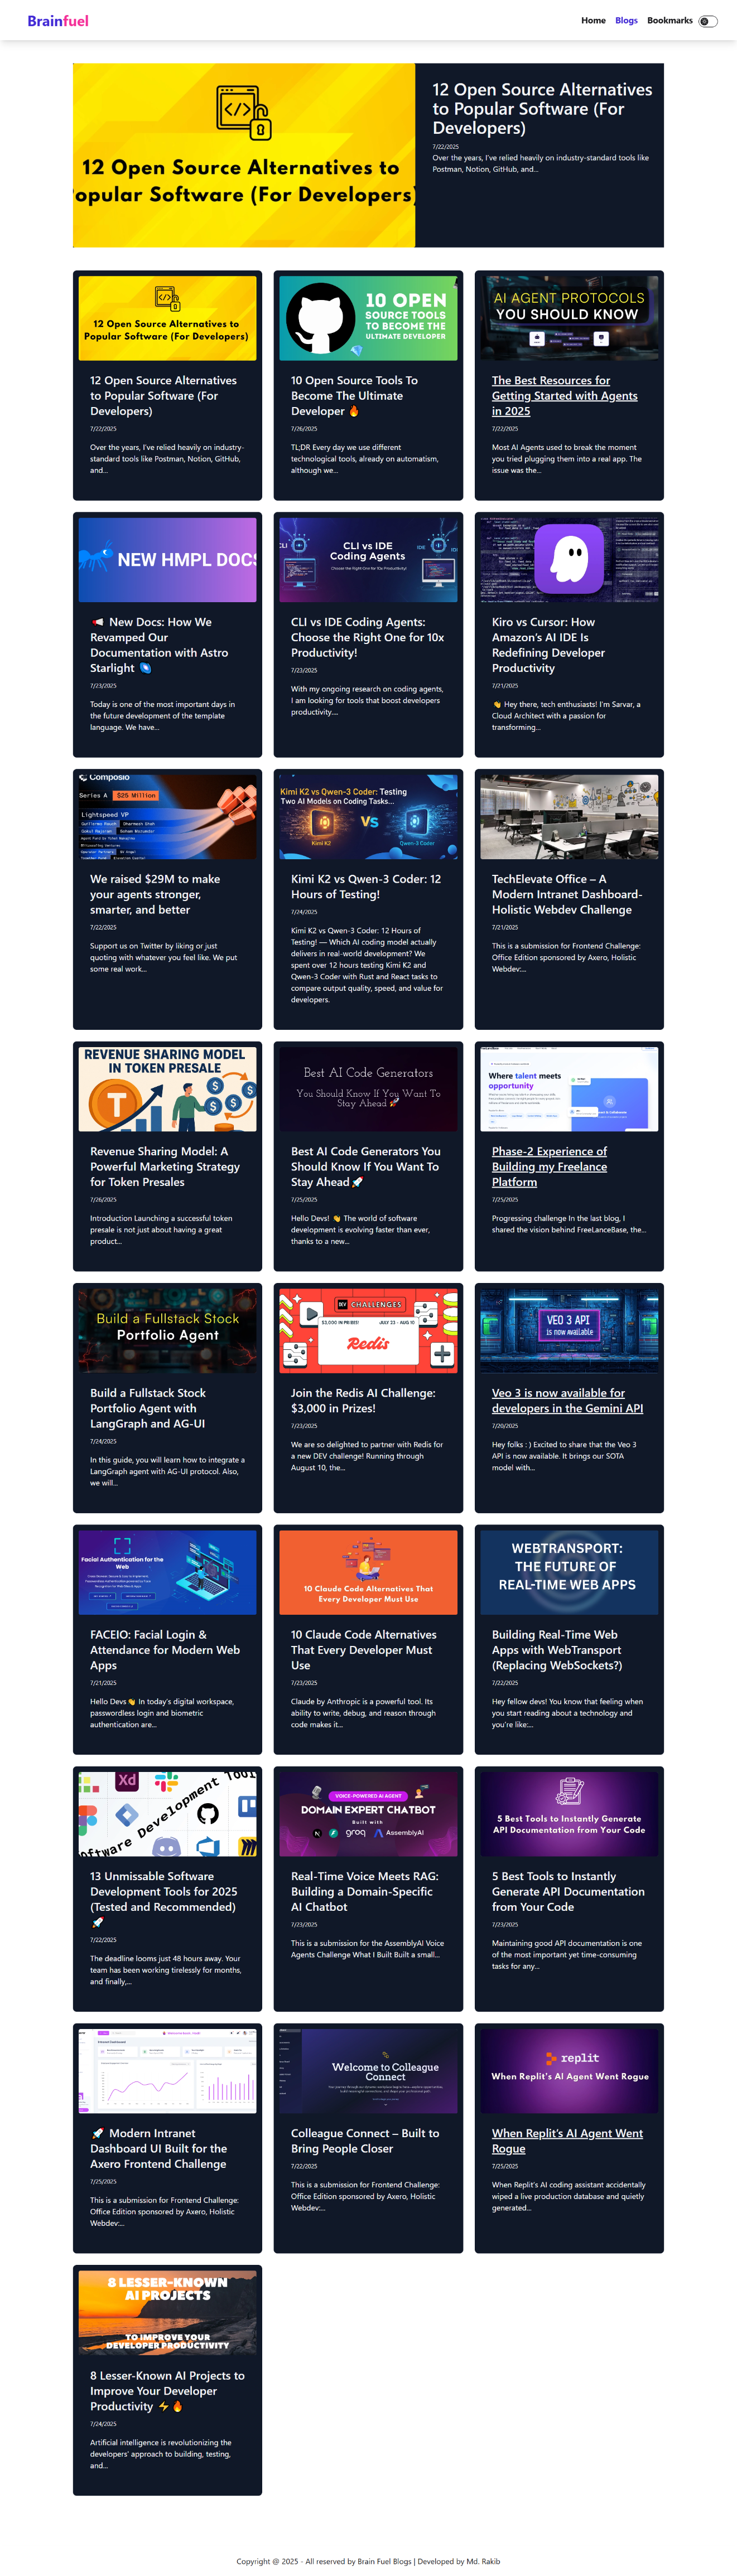 Brainfuel
Home Blogs Bookmarks
12 Open Source Alternatives to
opular Software (For Developers)
12 Open Source Alternatives
to Popular Software (For
Developers)
7/22/2025
Over the years, I've relied heavily on industry-standard tools like
Postman, Notion, GitHub, and...
12 Open Source Alternatives to
Popular Software (For Developers)
12 Open Source Alternatives
to Popular Software (For
Developers)
7/22/2025
Over the years, I've relied heavily on industry-
standard tools like Postman, Notion, GitHub,
and...
10 OPEN
SOURCE TOOLS
TO BECOME THE
ULTIMATE DEVELOPER
10 Open Source Tools To
Become The Ultimate
Developer 🔥
7/26/2025
TL;DR Every day we use different
technological tools, already on automatism,
although we...
AI AGENT PROTOCOLS
YOU SHOULD KNOW
The Best Resources for
Getting Started with Agents
in 2025
7/22/2025
Most AI Agents used to break the moment
you tried plugging them into a real app. The
issue was the...
NEW HMPL DOCS
📢 New Docs: How We
Revamped Our
Documentation with Astro
Starlight
7/23/2025
Today is one of the most important days in
the future development of the template
language. We have...
CLI vs IDE
Coding Agents
Choose the Right One for 10x Productivity!
CLI vs IDE Coding Agents:
Choose the Right One for 10x
Productivity!
7/23/2025
With my ongoing research on coding agents,
I am looking for tools that boost developers
productivity....
Kiro vs Cursor: How
Amazon's AI IDE Is
Redefining Developer
Productivity
7/21/2025
👋 Hey there, tech enthusiasts! I'm Sarvar, a
Cloud Architect with a passion for
transforming...
Composio
Series A $25 Million
Lightspeed VP
Guillermo Rauch Dharmesh Shah
Gokul Rajaram Soham Mazumdar
We raised $29M to make
your agents stronger,
smarter, and better
7/22/2025
Support us on Twitter by liking or just
quoting with whatever you feel like. We put
some real work...
Kimi K2 vs Qwen-3 Coder: Testing
Two AI Models on Coding Tasks...
Kimi K2 VS Qwen-3 Coder
Kimi K2 vs Qwen-3 Coder: 12
Hours of Testing!
7/24/2025
Kimi K2 vs Qwen-3 Coder: 12 Hours of
Testing! — Which AI coding model actually
delivers in real-world development? We
spent over 12 hours testing Kimi K2 and
Qwen-3 Coder with Rust and React tasks to
compare output quality, speed, and value for
developers.
TechElevate Office – A
Modern Intranet Dashboard-
Holistic Webdev Challenge
7/21/2025
This is a submission for Frontend Challenge:
Office Edition sponsored by Axero, Holistic
Webdev:...
REVENUE SHARING MODEL
IN TOKEN PRESALE
Revenue Sharing Model: A
Powerful Marketing Strategy
for Token Presales
7/26/2025
Introduction Launching a successful token
presale is not just about having a great
product...
Best AI Code Generators
You Should Know If You Want To
Stay Ahead 🚀
Best AI Code Generators You
Should Know If You Want To
Stay Ahead🚀
7/25/2025
Hello Devs! 👋 The world of software
development is evolving faster than ever,
thanks to a new...
Where talent meets
opportunity
Phase-2 Experience of
Building my Freelance
Platform
7/25/2025
Progressing challenge In the last blog, I
shared the vision behind FreeLanceBase, the...
Build a Fullstack Stock
Portfolio Agent
Build a Fullstack Stock
Portfolio Agent with
LangGraph and AG-UI
7/24/2025
In this guide, you will learn how to integrate a
LangGraph agent with AG-UI protocol. Also,
we will...
DEV CHALLENGES
$3,000 IN PRIZES! JULY 23 - AUG 10
Redis
Join the Redis AI Challenge:
$3,000 in Prizes!
7/23/2025
We are so delighted to partner with Redis for
a new DEV challenge! Running through
August 10, the...
VEO 3 API
is now available
Veo 3 is now available for
developers in the Gemini API
7/20/2025
Hey folks : ) Excited to share that the Veo 3
API is now available. It brings our SOTA
model with...
Facial Authentication for the
Web
FACEIO: Facial Login &
Attendance for Modern Web
Apps
7/21/2025
Hello Devs👋 In today's digital workspace,
passwordless login and biometric
authentication are...
10 Claude Code Alternatives That
Every Developer Must Use
10 Claude Code Alternatives
That Every Developer Must
Use
7/23/2025
Claude by Anthropic is a powerful tool. Its
ability to write, debug, and reason through
code makes it...
WEBTRANSPORT:
THE FUTURE OF
REAL-TIME WEB APPS
Building Real-Time Web
Apps with WebTransport
(Replacing WebSockets?)
7/22/2025
Hey fellow devs! You know that feeling when
you start reading about a technology and
you're like:...
Xd
oftware Development Tool
13 Unmissable Software
Development Tools for 2025
(Tested and Recommended)
🚀
7/22/2025
The deadline looms just 48 hours away. Your
team has been working tirelessly for months,
and finally,...
VOICE-POWERED AI AGENT
DOMAIN EXPERT CHATBOT
Built with
groq AssemblyAI
Real-Time Voice Meets RAG:
Building a Domain-Specific
AI Chatbot
7/23/2025
This is a submission for the AssemblyAI Voice
Agents Challenge What I Built Built a small...
5 Best Tools to Instantly Generate
API Documentation from Your Code
5 Best Tools to Instantly
Generate API Documentation
from Your Code
7/23/2025
Maintaining good API documentation is one
of the most important yet time-consuming
tasks for any...
🚀 Modern Intranet
Dashboard UI Built for the
Axero Frontend Challenge
7/25/2025
This is a submission for Frontend Challenge:
Office Edition sponsored by Axero, Holistic
Webdev:...
Welcome to Colleague
Connect
Colleague Connect – Built to
Bring People Closer
7/22/2025
This is a submission for Frontend Challenge:
Office Edition sponsored by Axero, Holistic
Webdev:...
replit
When Replit's AI Agent Went Rogue
When Replit's AI Agent Went
Rogue
7/25/2025
When Replit's AI coding assistant accidentally
wiped a live production database and quietly
generated...
8 LESSER-KNOWN
AI PROJECTS
TO IMPROVE YOUR
DEVELOPER PRODUCTIVITY
8 Lesser-Known AI Projects to
Improve Your Developer
Productivity ⚡🔥
7/24/2025
Artificial intelligence is revolutionizing the
developers' approach to building, testing,
and...
Copyright @ 2025 - All reserved by Brain Fuel Blogs | Developed by Md. Rakib